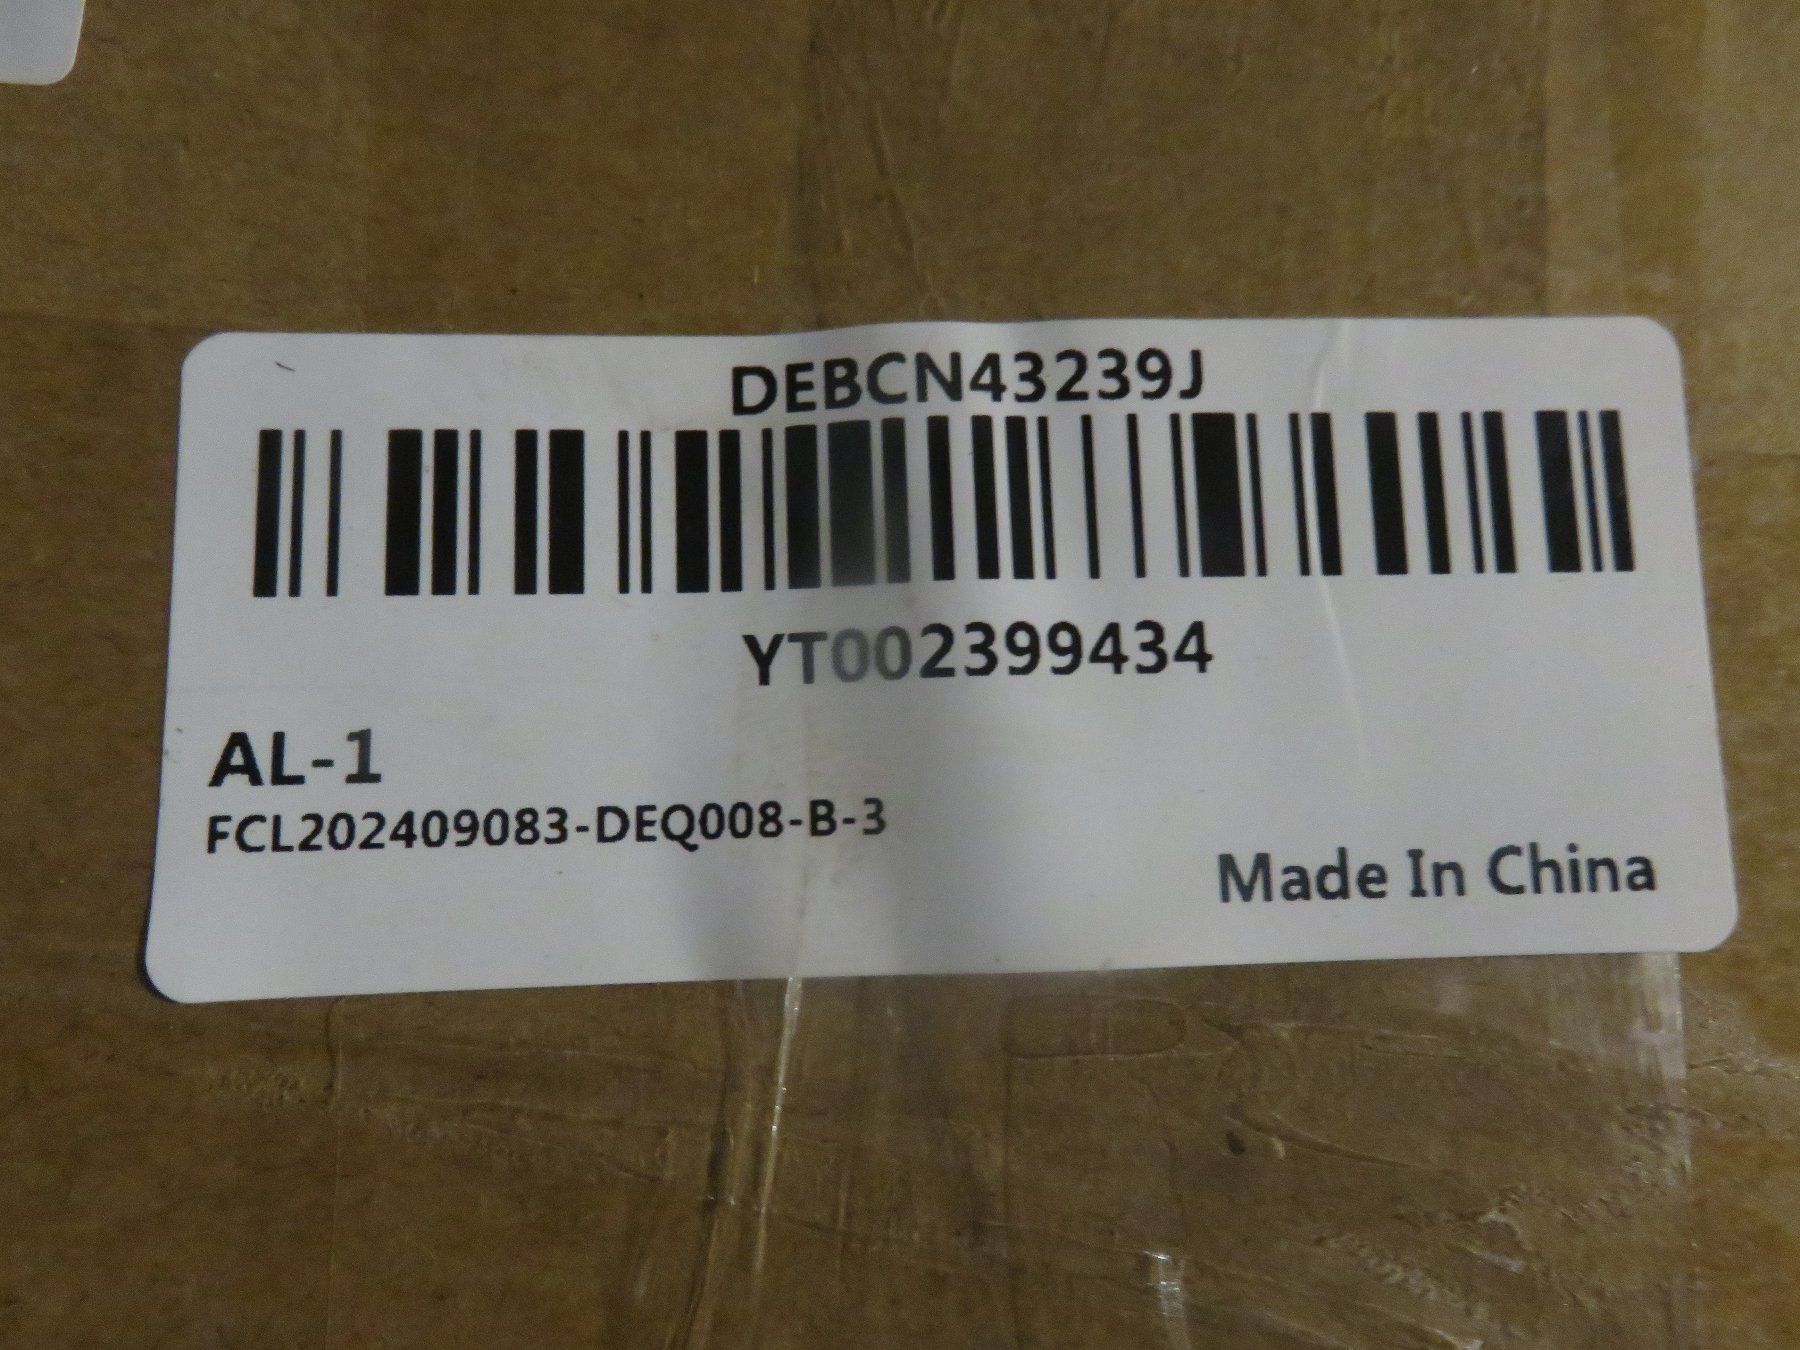 DEBCN43239J
YT002399434
AL-1
FCL202409083-DEQ008-B-3
Made In China